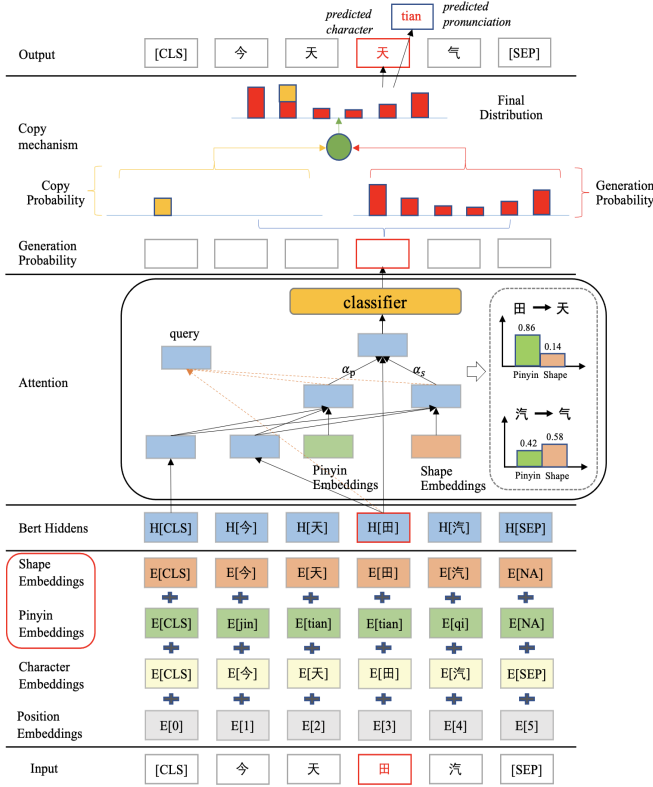 predicted character
predicted pronunciation
tian
Output
[CLS] 今 天 天 气 [SEP]
Copy mechanism
Final Distribution
Copy Probability
Generation Probability
Generation Probability
Attention
classifier
query
αp
αs
Pinyin Embeddings
Shape Embeddings
田 → 天
0.86
0.14
Pinyin Shape
汽 → 气
0.42
0.58
Pinyin Shape
Bert Hiddens
H[CLS] H[今] H[天] H[田] H[汽] H[SEP]
Shape Embeddings
E[CLS] E[今] E[天] E[田] E[汽] E[NA]
Pinyin Embeddings
E[CLS] E[jin] E[tian] E[tian] E[qi] E[NA]
Character Embeddings
E[CLS] E[今] E[天] E[田] E[汽] E[SEP]
Position Embeddings
E[0] E[1] E[2] E[3] E[4] E[5]
Input
[CLS] 今 天 田 汽 [SEP]